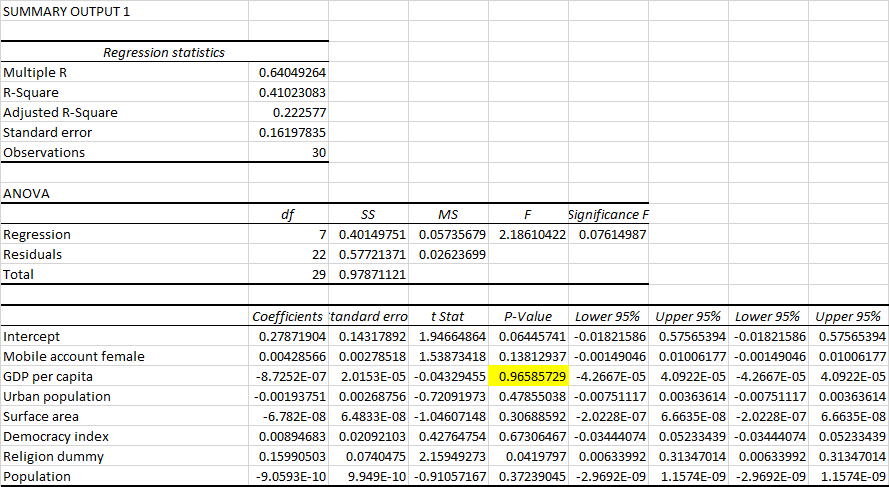 SUMMARY OUTPUT 1
Regression statistics
Multiple R 0.64049264
R-Square 0.41023083
Adjusted R-Square 0.222577
Standard error 0.16197835
Observations 30
ANOVA
df SS MS F Significance F
Regression 7 0.40149751 0.05735679 2.18610422 0.07614987
Residuals 22 0.57721371 0.02623699
Total 29 0.97871121
Coefficients tandard erro t Stat P-Value Lower 95% Upper 95% Lower 95% Upper 95%
Intercept 0.27871904 0.14317892 1.94664864 0.06445741 -0.01821586 0.57565394 -0.01821586 0.57565394
Mobile account female 0.00428566 0.00278518 1.53873418 0.13812937 -0.00149046 0.01006177 -0.00149046 0.01006177
GDP per capita -8.7252E-07 2.0153E-05 -0.04329455 0.96585729 -4.2667E-05 4.0922E-05 -4.2667E-05 4.0922E-05
Urban population -0.00193751 0.00268756 -0.72091973 0.47855038 -0.00751117 0.00363614 -0.00751117 0.00363614
Surface area -6.782E-08 6.4833E-08 -1.04607148 0.30688592 -2.0228E-07 6.6635E-08 -2.0228E-07 6.6635E-08
Democracy index 0.00894683 0.02092103 0.42764754 0.67306467 -0.03444074 0.05233439 -0.03444074 0.05233439
Religion dummy 0.15990503 0.0740475 2.15949273 0.0419797 0.00633992 0.31347014 0.00633992 0.31347014
Population -9.0593E-10 9.949E-10 -0.91057167 0.37239045 -2.9692E-09 1.1574E-09 -2.9692E-09 1.1574E-09